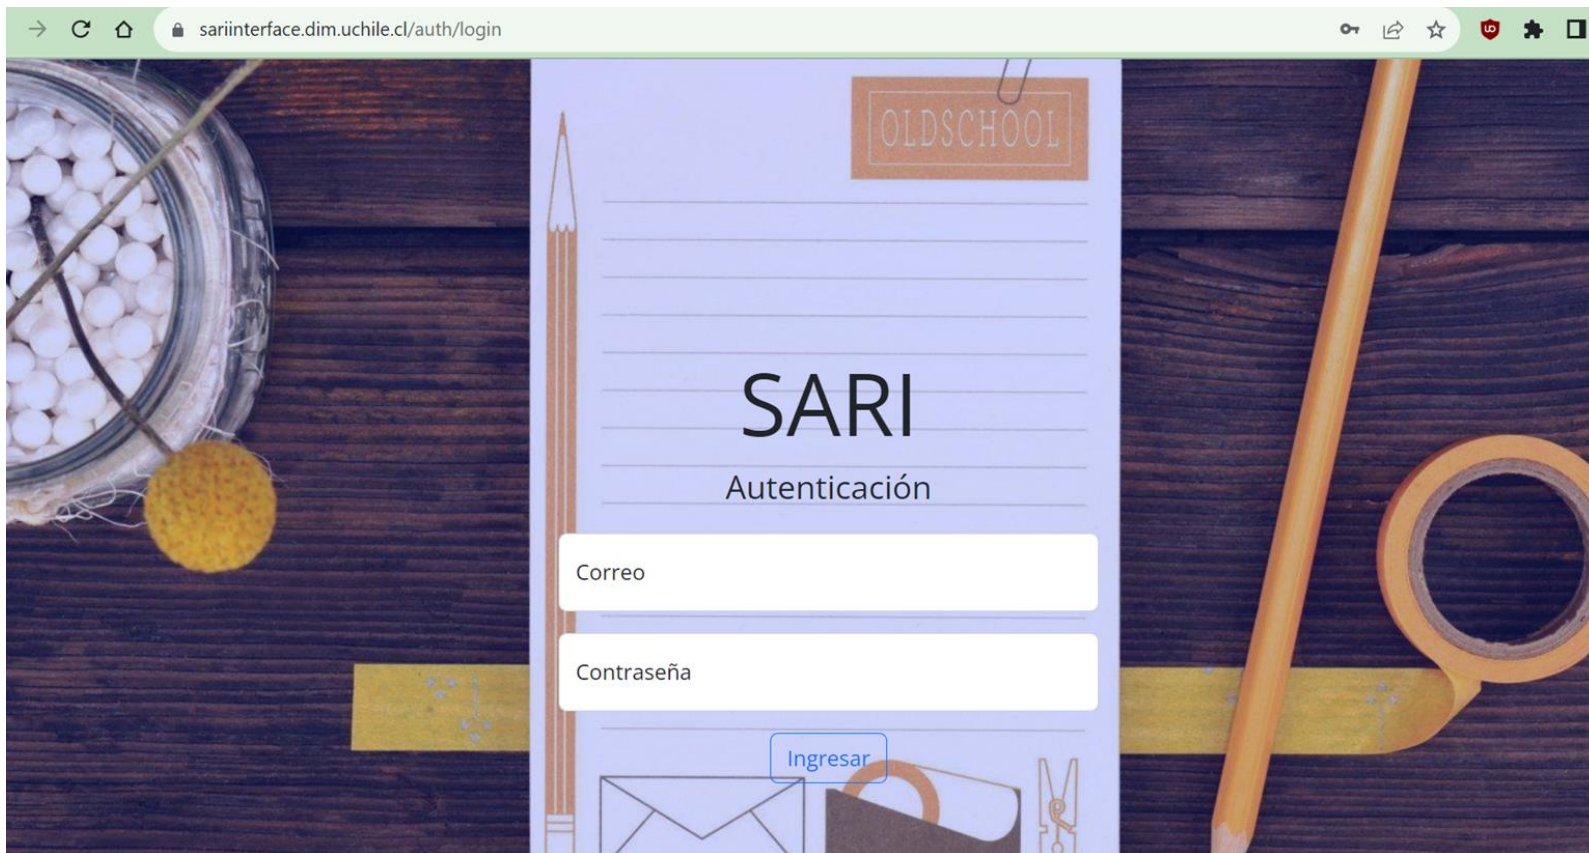 sariinterface.dim.uchile.cl/auth/login
OLDSCHOOL
SARI
Autenticación
Correo
Contraseña
Ingresar